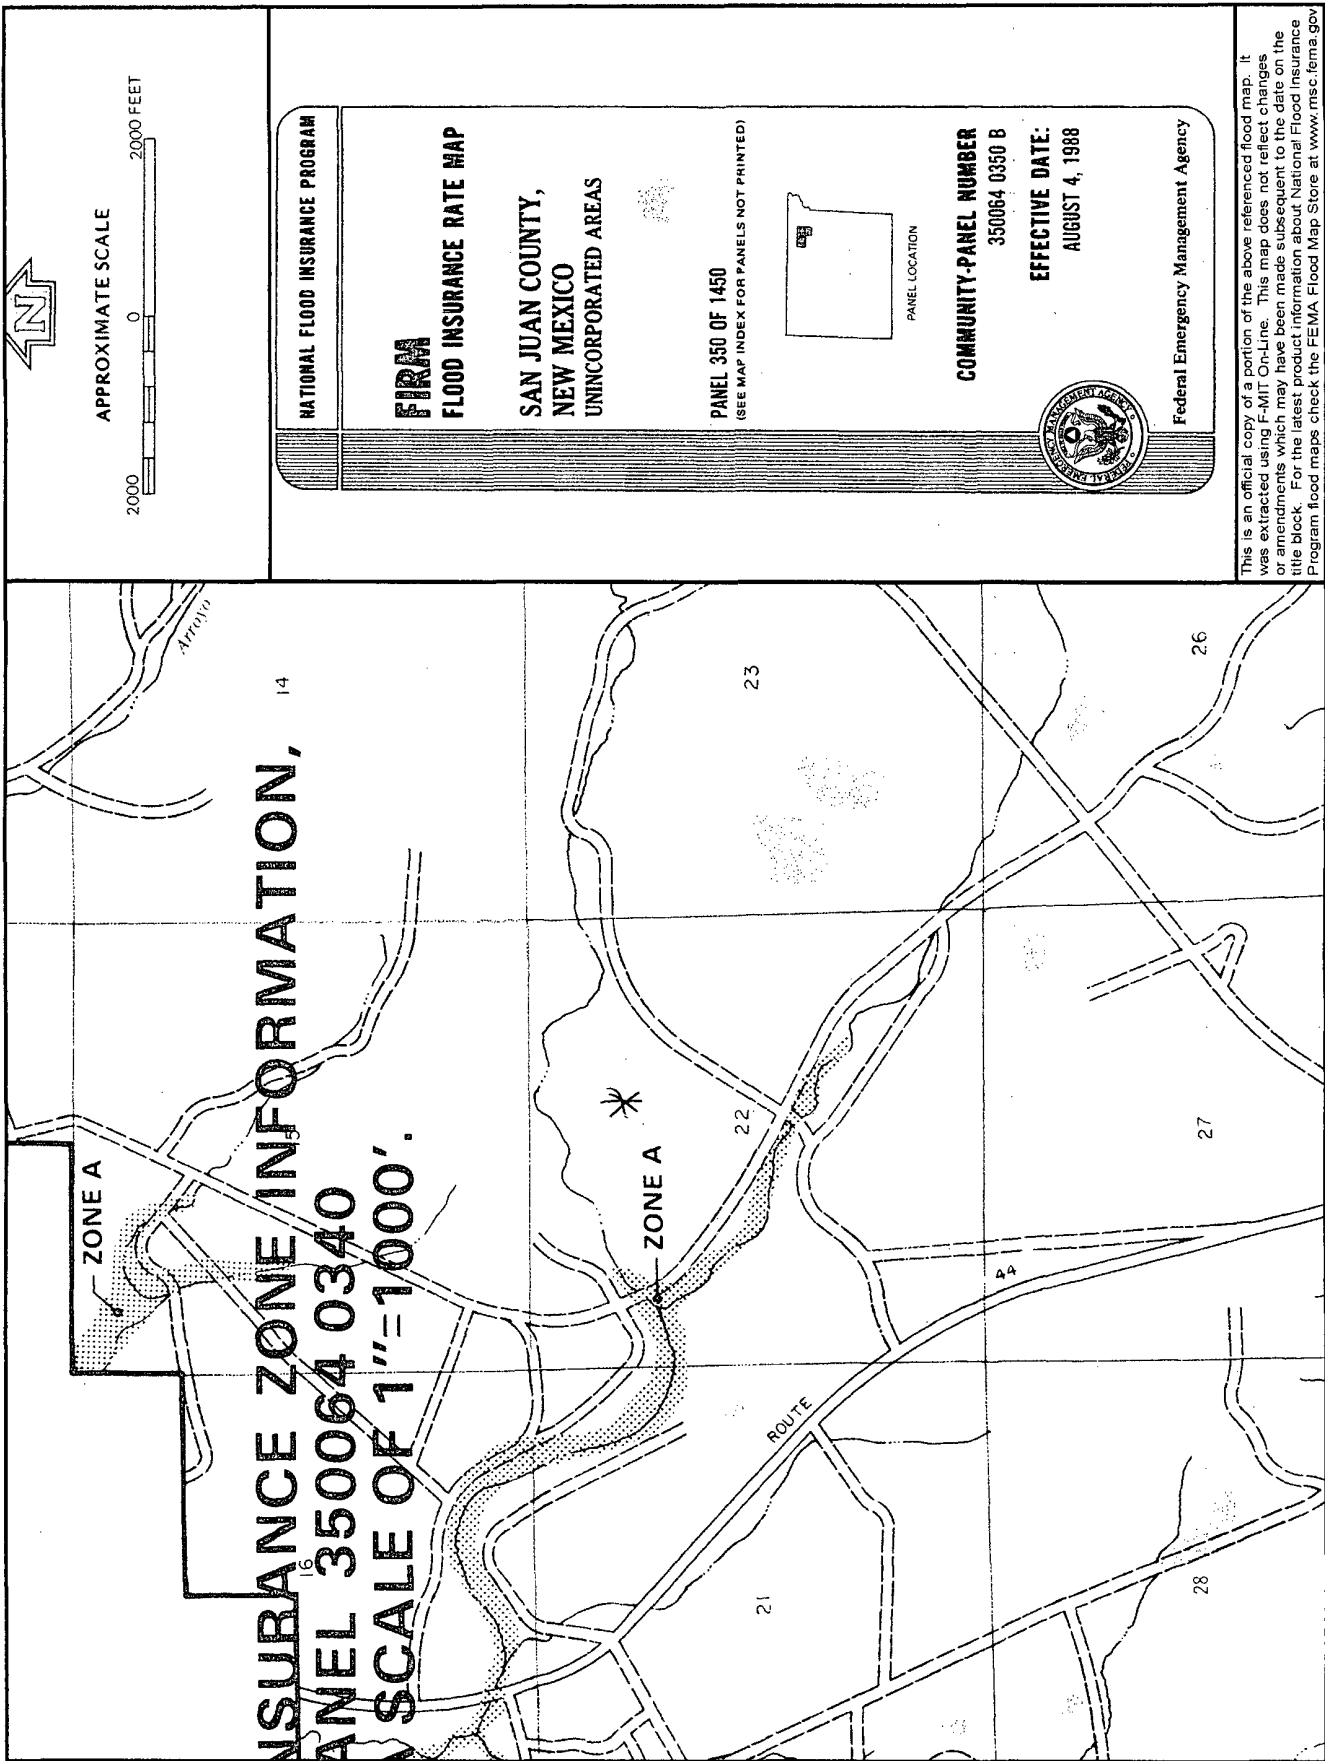 N
APPROXIMATE SCALE
2000 0 2000 FEET
NATIONAL FLOOD INSURANCE PROGRAM
FIRM
FLOOD INSURANCE RATE MAP
SAN JUAN COUNTY,
NEW MEXICO
UNINCORPORATED AREAS
PANEL 350 OF 1450
(SEE MAP INDEX FOR PANELS NOT PRINTED)
PANEL LOCATION
COMMUNITY-PANEL NUMBER
350064 0350 B
EFFECTIVE DATE:
AUGUST 4, 1988
FEDERAL EMERGENCY MANAGEMENT AGENCY
Federal Emergency Management Agency
This is an official copy of a portion of the above referenced flood map. It
was extracted using F-MIT On-Line. This map does not reflect changes
or amendments which may have been made subsequent to the date on the
title block. For the latest product information about National Flood Insurance
Program flood maps check the FEMA Flood Map Store at www.msc.fema.gov
Arroyo
14
ZONE A
NSURANCE ZONE INFORMATION,
15
16
ANEL 350064 0340
A SCALE OF 1"=1000'.
ZONE A
22
23
21
ROUTE
44
26
27
28